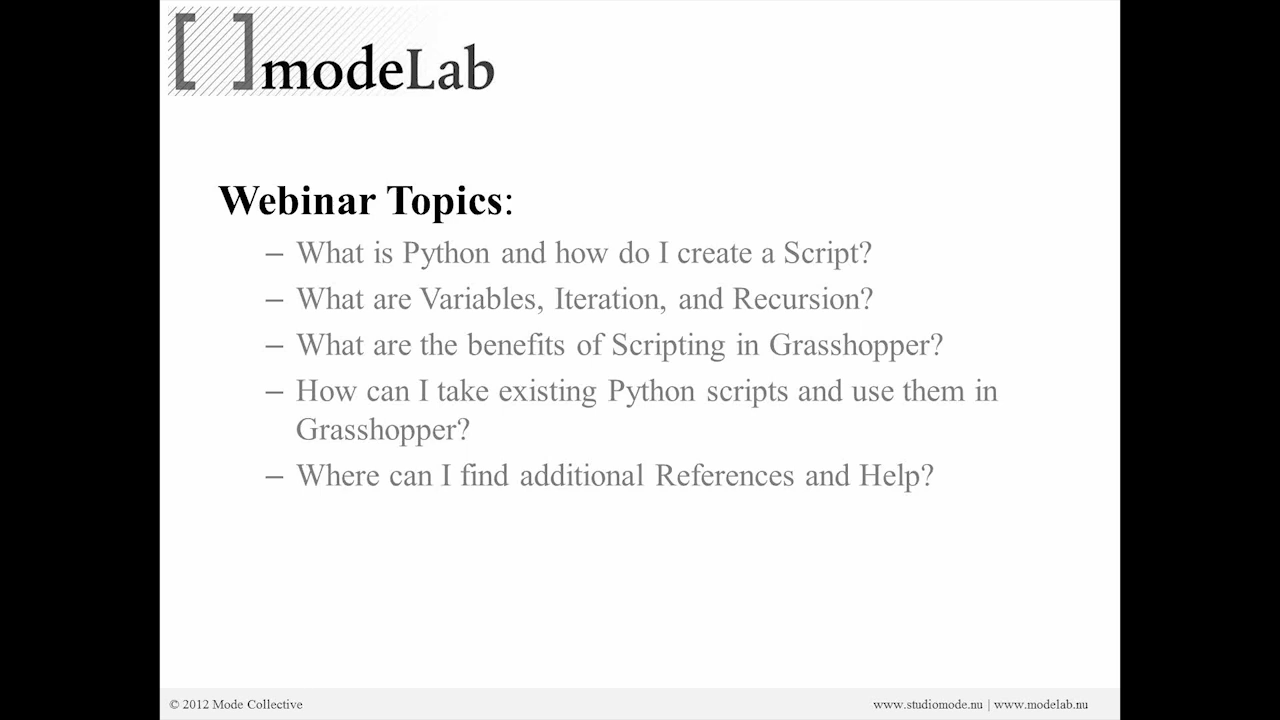 [ ] modeLab
Webinar Topics:
– What is Python and how do I create a Script?
– What are Variables, Iteration, and Recursion?
– What are the benefits of Scripting in Grasshopper?
– How can I take existing Python scripts and use them in
Grasshopper?
– Where can I find additional References and Help?
© 2012 Mode Collective
www.studiomode.nu | www.modelab.nu